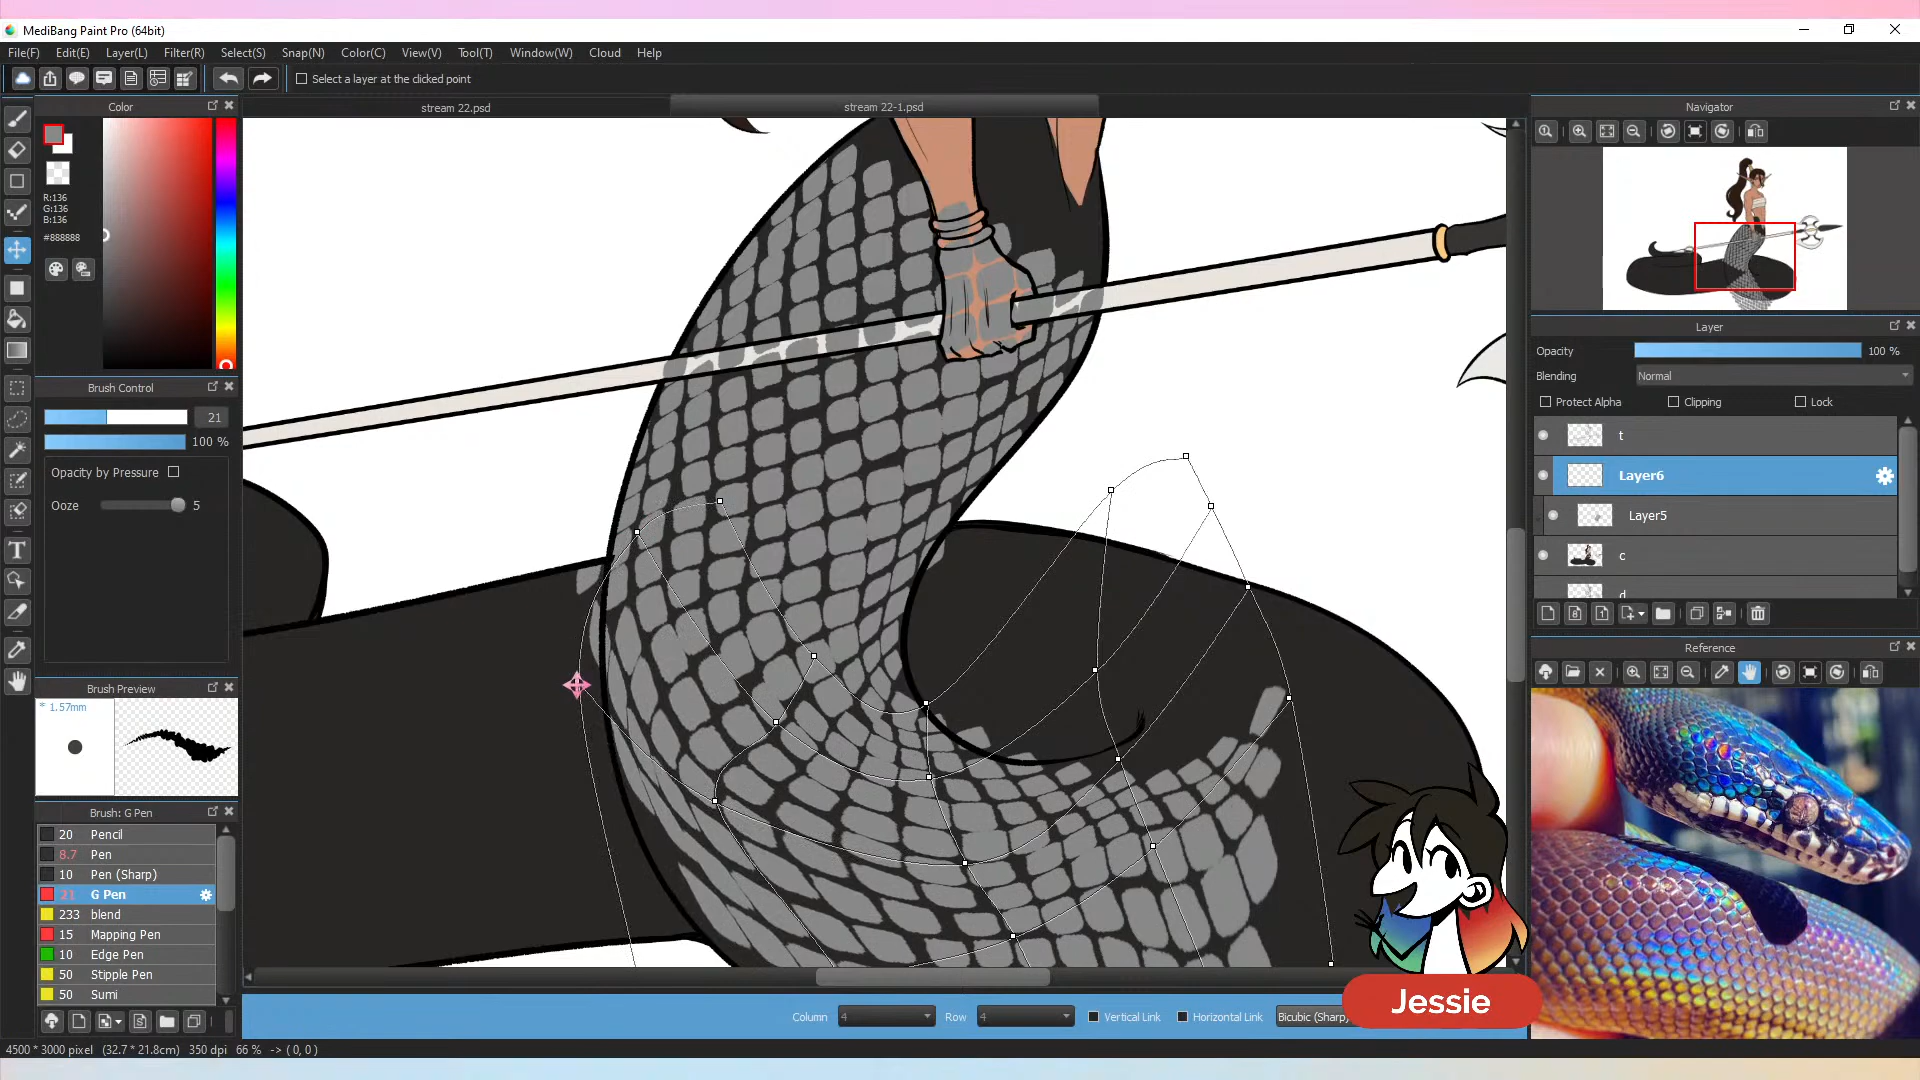 MediBang Paint Pro (64bit)
File(F) Edit(E) Layer(L) Filter(R) Select(S) Snap(N) Color(C) View(V) Tool(T) Window(W) Cloud Help
Select a layer at the clicked point
Color
stream 22.psd
stream 22-1.psd
Navigator
R:136
G:136
B:136
#888888
Layer
Opacity 100 %
Blending Normal
Protect Alpha Clipping Lock
Brush Control
21
100 %
Opacity by Pressure
Ooze 5
t
Layer6
Layer5
c
d
Reference
Brush Preview
* 1.57mm
Brush: G Pen
20 Pencil
8.7 Pen
10 Pen (Sharp)
21 G Pen
233 blend
15 Mapping Pen
10 Edge Pen
50 Stipple Pen
50 Sumi
Column 4 Row 4 Vertical Link Horizontal Link Bicubic (Sharp)
Jessie
4500 * 3000 pixel (32.7 * 21.8cm) 350 dpi 66 % -> ( 0, 0 )